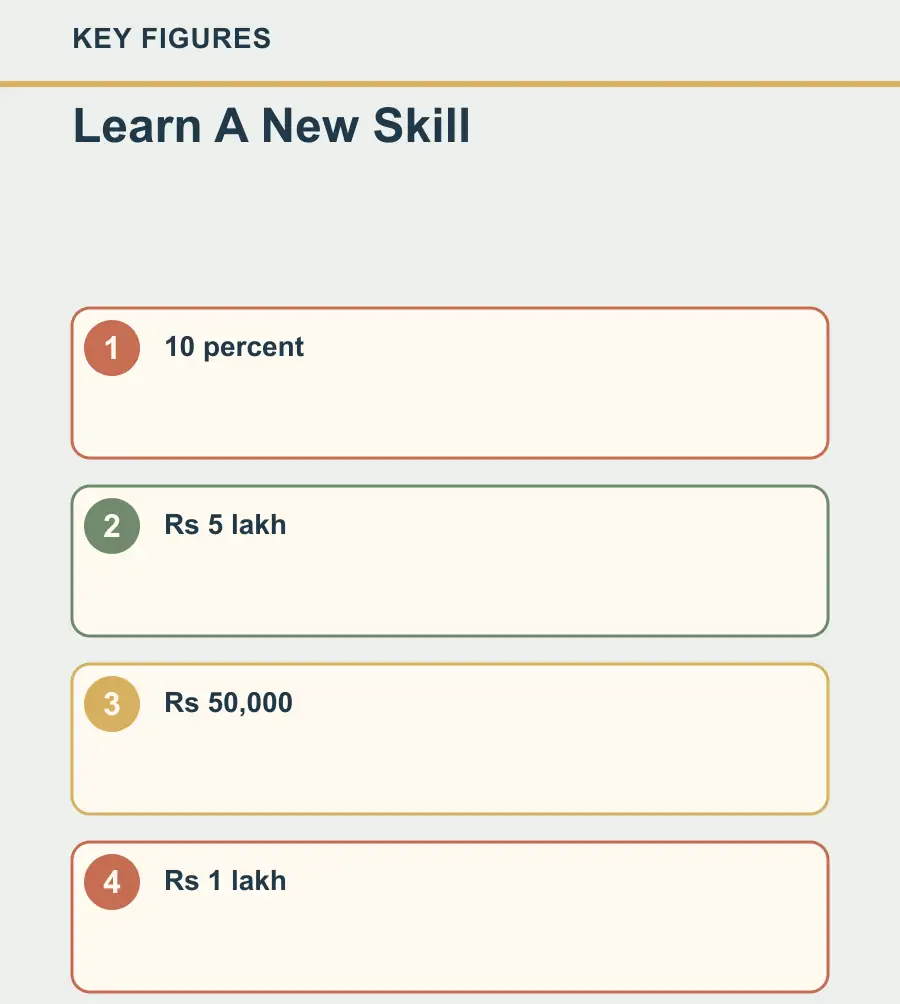 KEY FIGURES
Learn A New Skill
1 10 percent
2 Rs 5 lakh
3 Rs 50,000
4 Rs 1 lakh